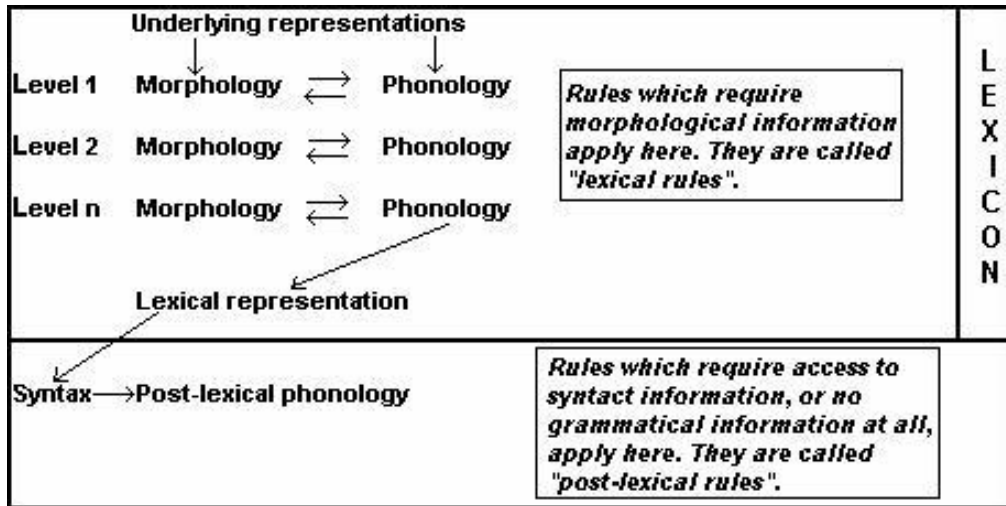 Underlying representations
Level 1 Morphology Phonology
Level 2 Morphology Phonology
Level n Morphology Phonology
Rules which require
morphological information
apply here. They are called
"lexical rules".
Lexical representation
LEXICON
Syntax Post-lexical phonology
Rules which require access to
syntact information, or no
grammatical information at all,
apply here. They are called
"post-lexical rules".